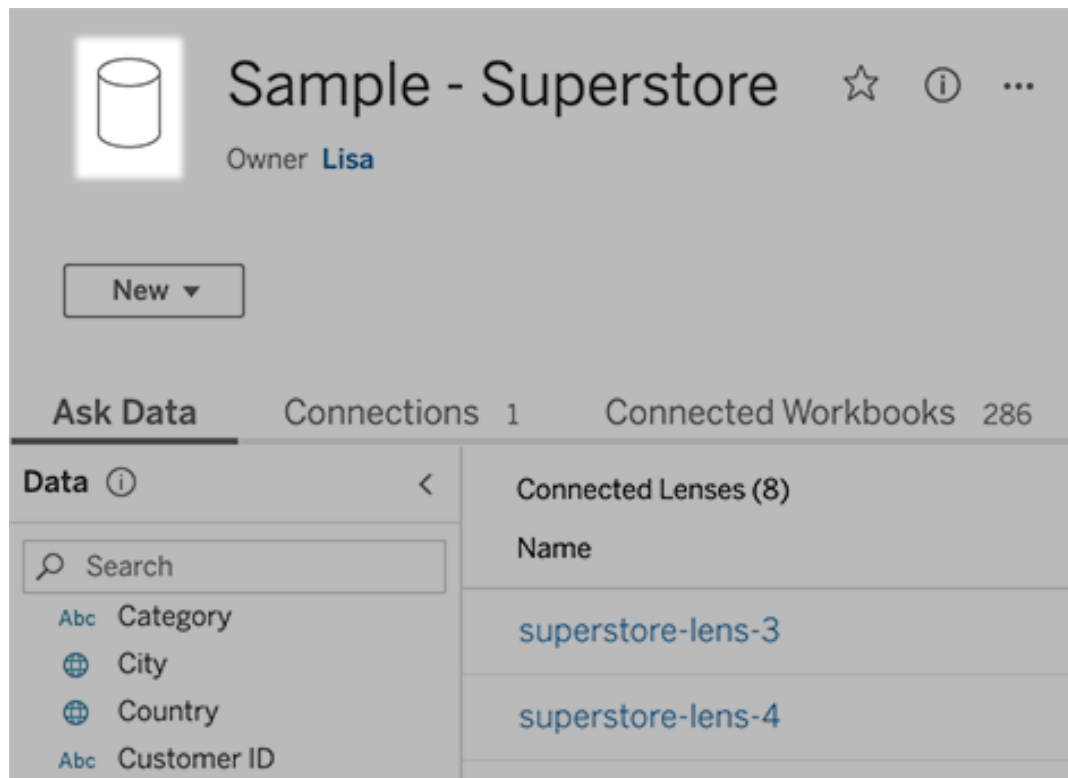 Sample - Superstore
Owner Lisa
New
Ask Data Connections 1 Connected Workbooks 286
Data
Search
Abc Category
City
Country
Abc Customer ID
Connected Lenses (8)
Name
superstore-lens-3
superstore-lens-4